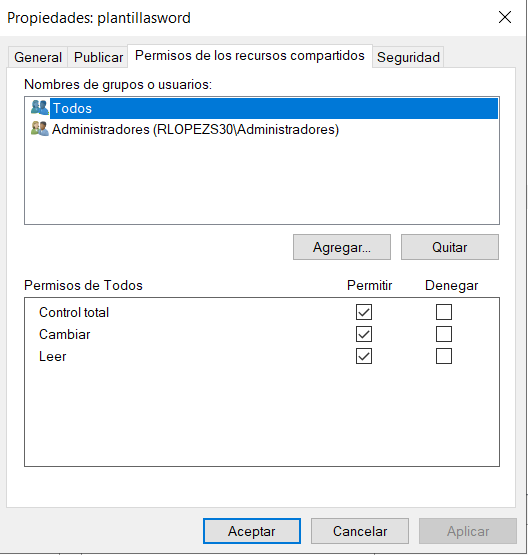 Propiedades: plantillasword
General Publicar Permisos de los recursos compartidos Seguridad
Nombres de grupos o usuarios:
Todos
Administradores (RLOPEZS30\Administradores)
Agregar... Quitar
Permisos de Todos Permitir Denegar
Control total
Cambiar
Leer
Aceptar Cancelar Aplicar